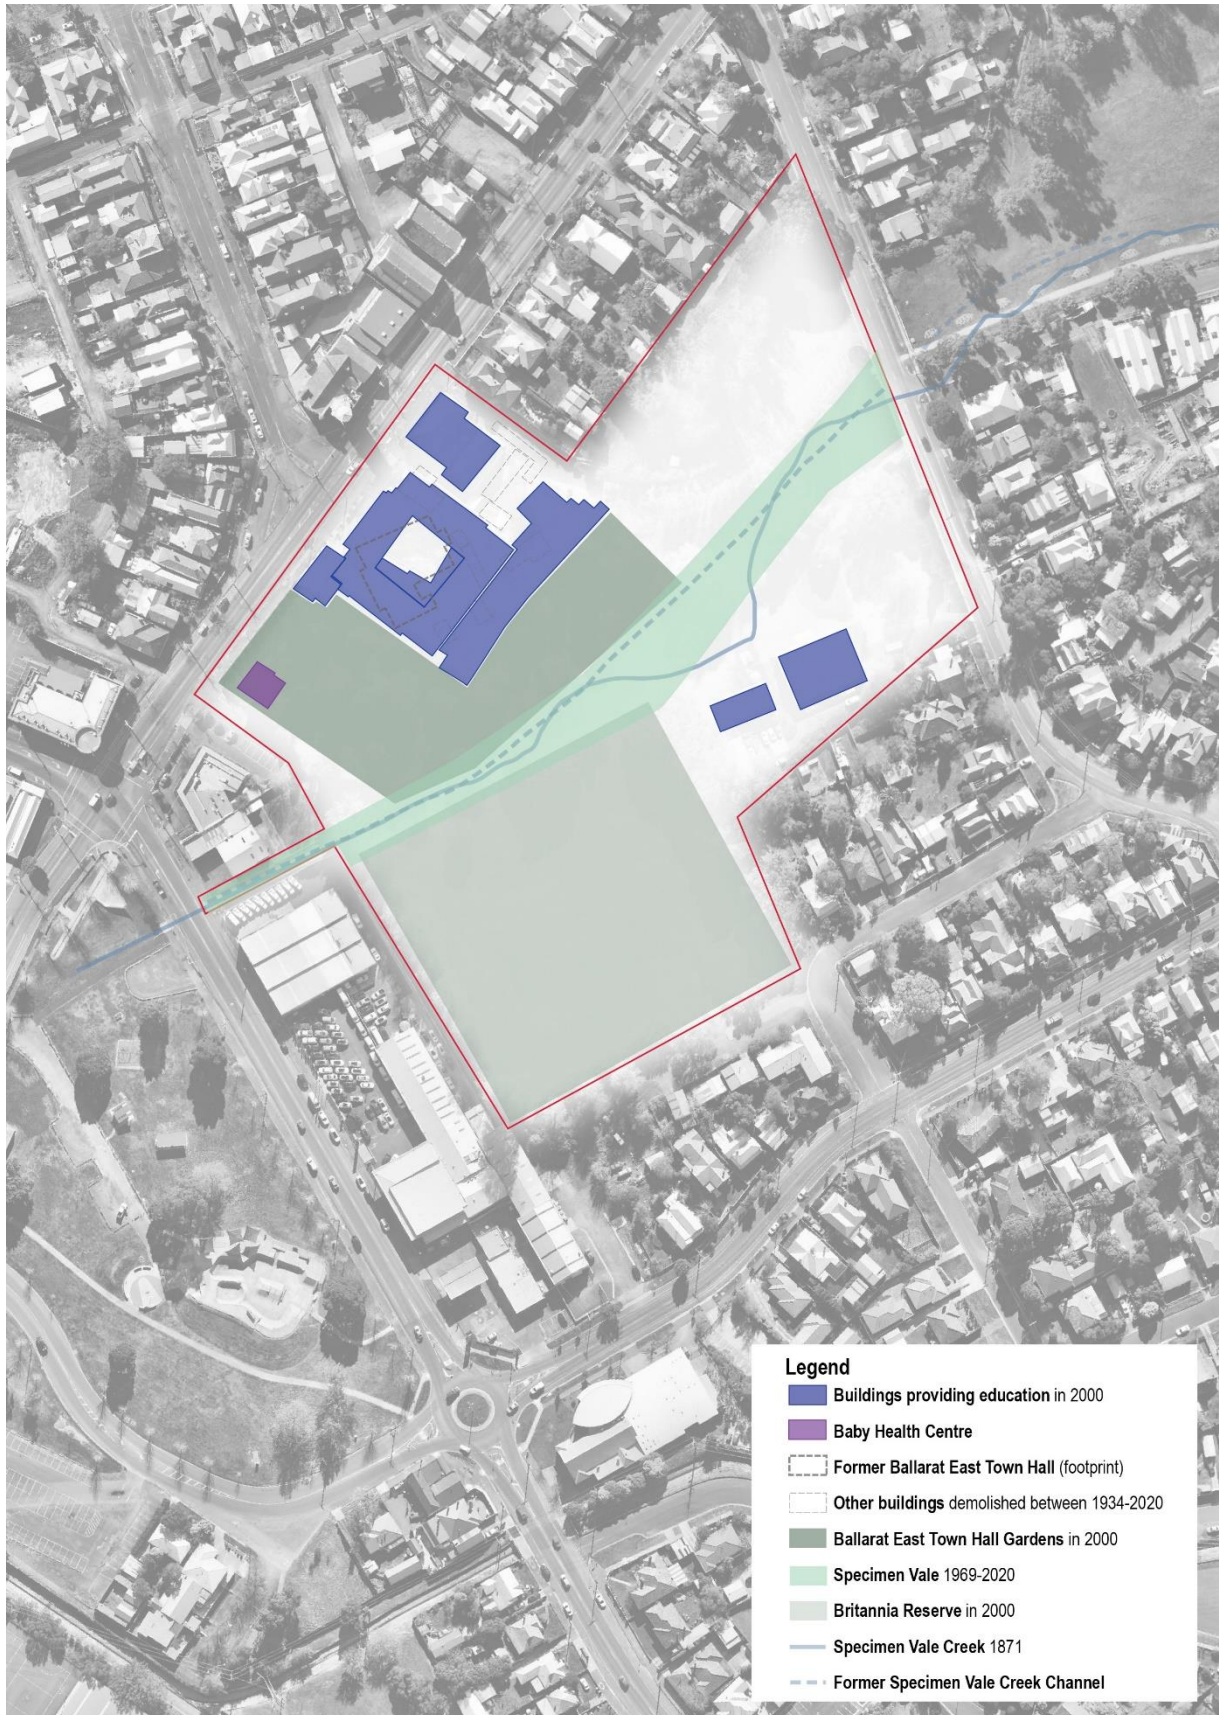 Legend
Buildings providing education in 2000
Baby Health Centre
Former Ballarat East Town Hall (footprint)
Other buildings demolished between 1934-2020
Ballarat East Town Hall Gardens in 2000
Specimen Vale 1969-2020
Britannia Reserve in 2000
Specimen Vale Creek 1871
Former Specimen Vale Creek Channel